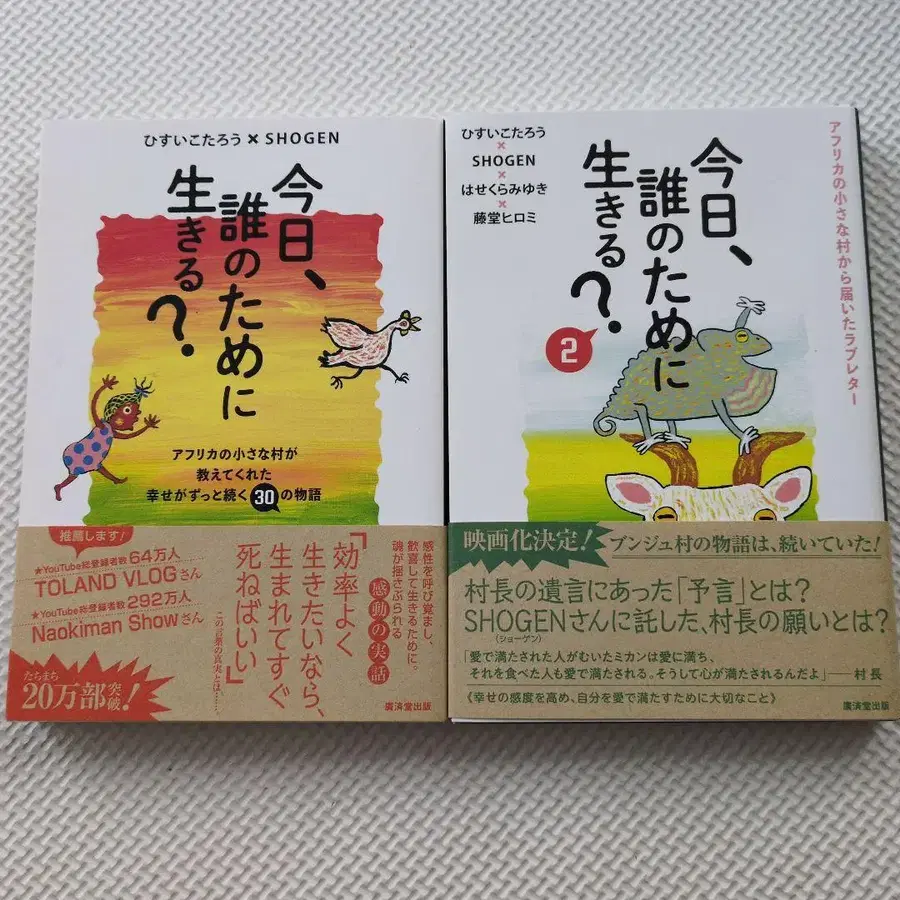 ひすいこたろう × SHOGEN
今日、
誰のために
生きる?
アフリカの小さな村が
教えてくれた
幸せがずっと続く30の物語
推薦します!
★YouTube総登録者数 64万人
TOLAND VLOGさん
★YouTube総登録者数 292万人
Naokiman Showさん
たちまち
20万部突破!
感性を呼び覚まし、
歓喜して生きるために。
魂が揺さぶられる
感動の実話
「効率よく
生きたいなら、
生まれてすぐ
死ねばいい」
この言葉の真実とは……
廣済堂出版
ひすいこたろう
×
SHOGEN
×
はせくらみゆき
×
藤堂ヒロミ
今日、
誰のために
生きる?
2
アフリカの小さな村から届いたラブレター
映画化決定!
ブンジュ村の物語は、続いていた!
村長の遺言にあった「予言」とは?
SHOGENさんに託した、村長の願いとは?
(ショーゲン)
「愛で満たされた人がむいたミカンは愛に満ち、
それを食べた人も愛で満たされる。そうして心が満たされるんだよ」——村長
《幸せの感度を高め、自分を愛で満たすために大切なこと》
廣済堂出版